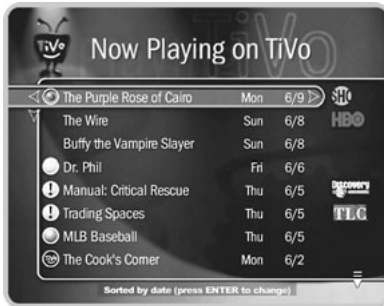 TiVo
Now Playing on TiVo
The Purple Rose of Cairo Mon 6/9 SHO
The Wire Sun 6/8 HBO
Buffy the Vampire Slayer Sun 6/8
Dr. Phil Fri 6/6
! Manual: Critical Rescue Thu 6/5 Discovery
! Trading Spaces Thu 6/5 TLC
MLB Baseball Thu 6/5
TiVo The Cook's Corner Mon 6/2
Sorted by date (press ENTER to change)